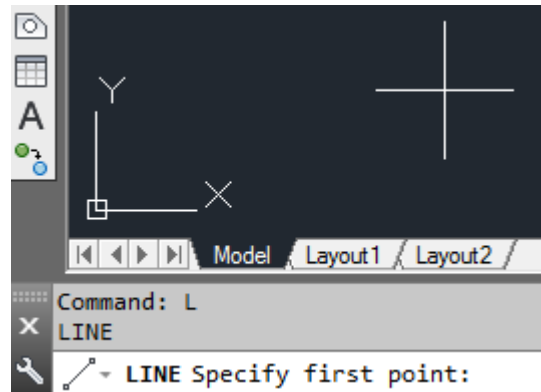 A
Y
X
Model Layout1 Layout2
Command: L
LINE
LINE Specify first point: